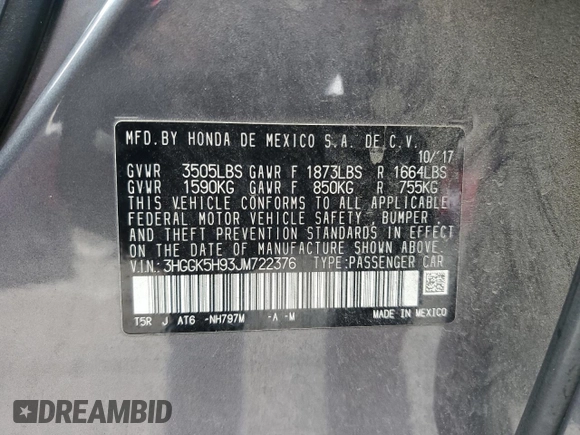 MFD.BY HONDA DE MEXICO S.A. DE C.V.
10/'17
GVWR 3505LBS GAWR F 1873LBS R 1664LBS
GVWR 1590KG GAWR F 850KG R 755KG
THIS VEHICLE CONFORMS TO ALL APPLICABLE
FEDERAL MOTOR VEHICLE SAFETY, BUMPER,
AND THEFT PREVENTION STANDARDS IN EFFECT
ON THE DATE OF MANUFACTURE SHOWN ABOVE.
V.I.N.: 3HGGK5H93JM722376 TYPE:PASSENGER CAR
T5R J AT6 -NH797M -A -M
MADE IN MEXICO
DREAMBID